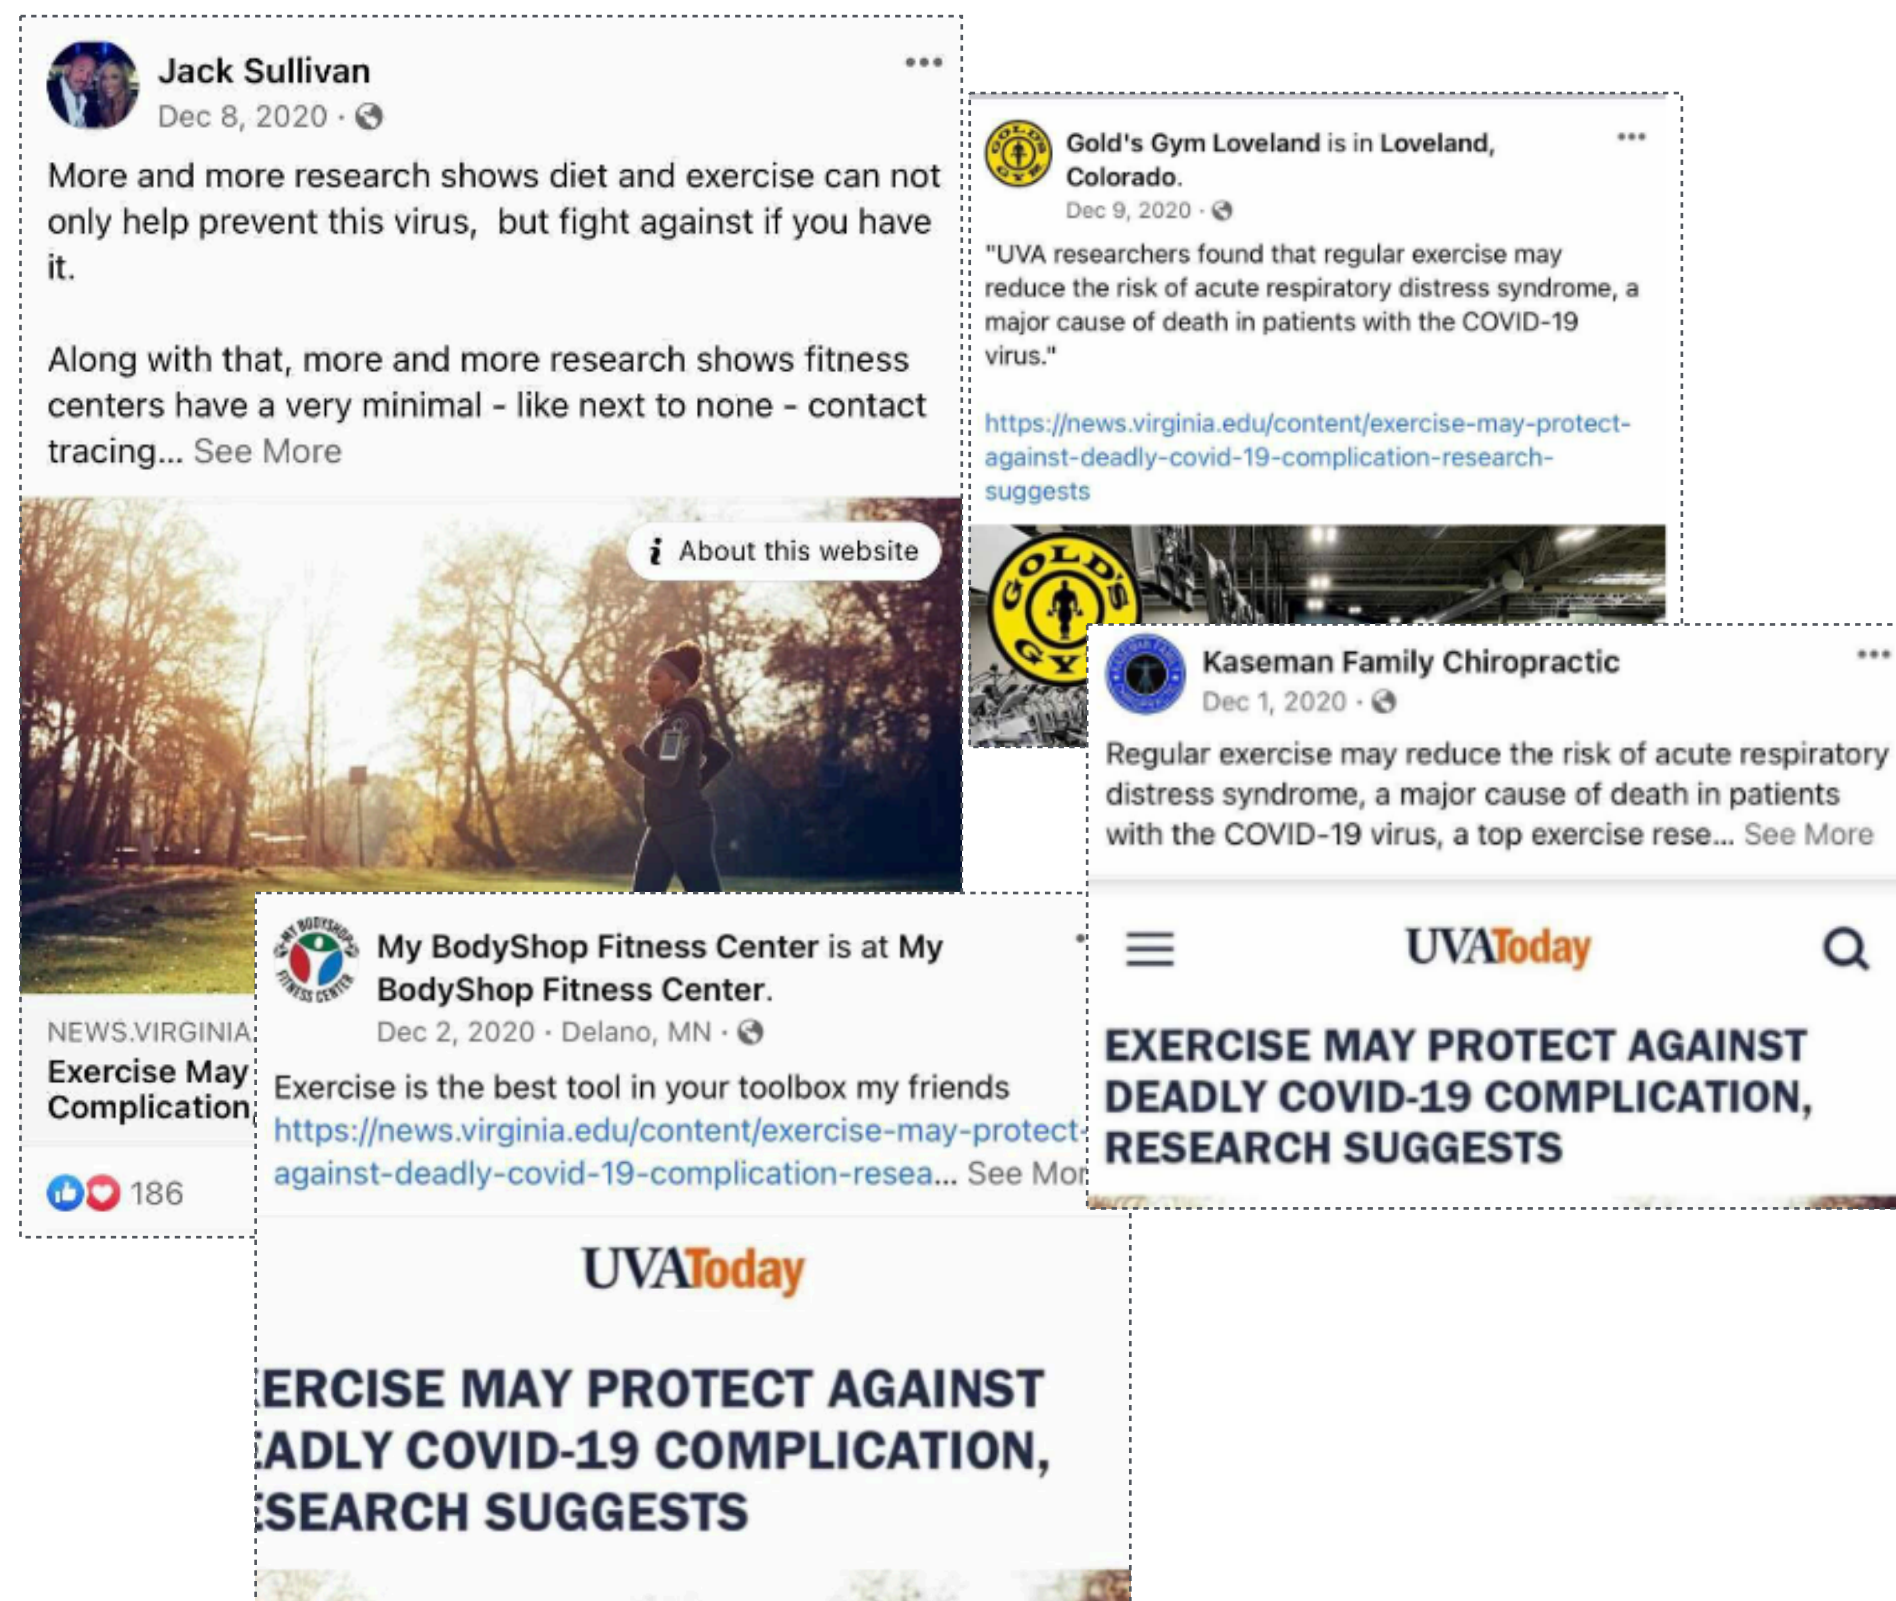 Jack Sullivan
Dec 8, 2020 ·
More and more research shows diet and exercise can not
only help prevent this virus,  but fight against if you have
it.
Along with that, more and more research shows fitness
centers have a very minimal - like next to none - contact
tracing... See More
i About this website
NEWS.VIRGINIA
Exercise May
Complication,
186
Gold's Gym Loveland is in Loveland,
Colorado.
Dec 9, 2020 ·
"UVA researchers found that regular exercise may
reduce the risk of acute respiratory distress syndrome, a
major cause of death in patients with the COVID-19
virus."
https://news.virginia.edu/content/exercise-may-protect-
against-deadly-covid-19-complication-research-
suggests
GOLD'S
GY
Kaseman Family Chiropractic
Dec 1, 2020 ·
Regular exercise may reduce the risk of acute respiratory
distress syndrome, a major cause of death in patients
with the COVID-19 virus, a top exercise rese... See More
UVAToday
EXERCISE MAY PROTECT AGAINST
DEADLY COVID-19 COMPLICATION,
RESEARCH SUGGESTS
MY BODYSHOP
FITNESS CENTER
My BodyShop Fitness Center is at My
BodyShop Fitness Center.
Dec 2, 2020 · Delano, MN ·
Exercise is the best tool in your toolbox my friends
https://news.virginia.edu/content/exercise-may-protect-
against-deadly-covid-19-complication-resea... See Mor
UVAToday
ERCISE MAY PROTECT AGAINST
ADLY COVID-19 COMPLICATION,
SEARCH SUGGESTS